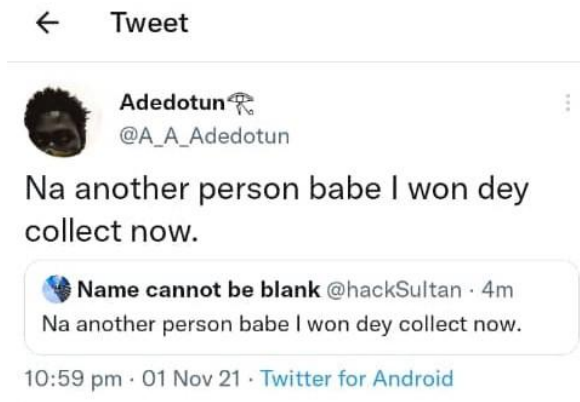 Tweet
Adedotun𓂀
@A_A_Adedotun
Na another person babe I won dey
collect now.
Name cannot be blank @hackSultan · 4m
Na another person babe I won dey collect now.
10:59 pm · 01 Nov 21 · Twitter for Android